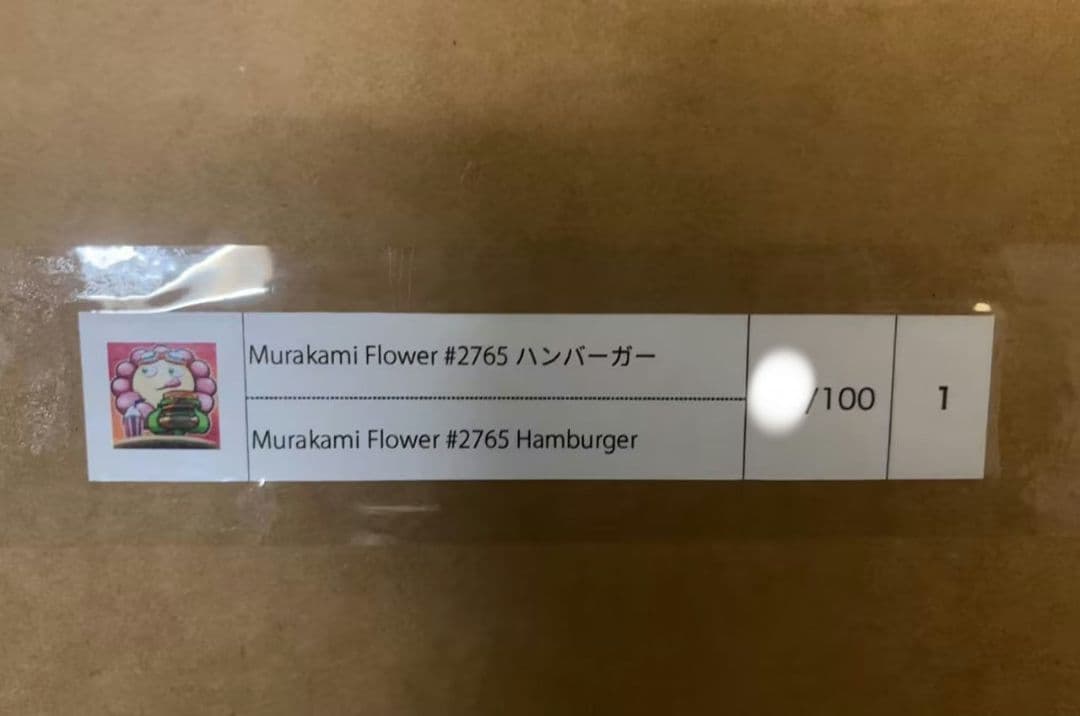 Murakami Flower #2765 ハンバーガー
Murakami Flower #2765 Hamburger
/100
1